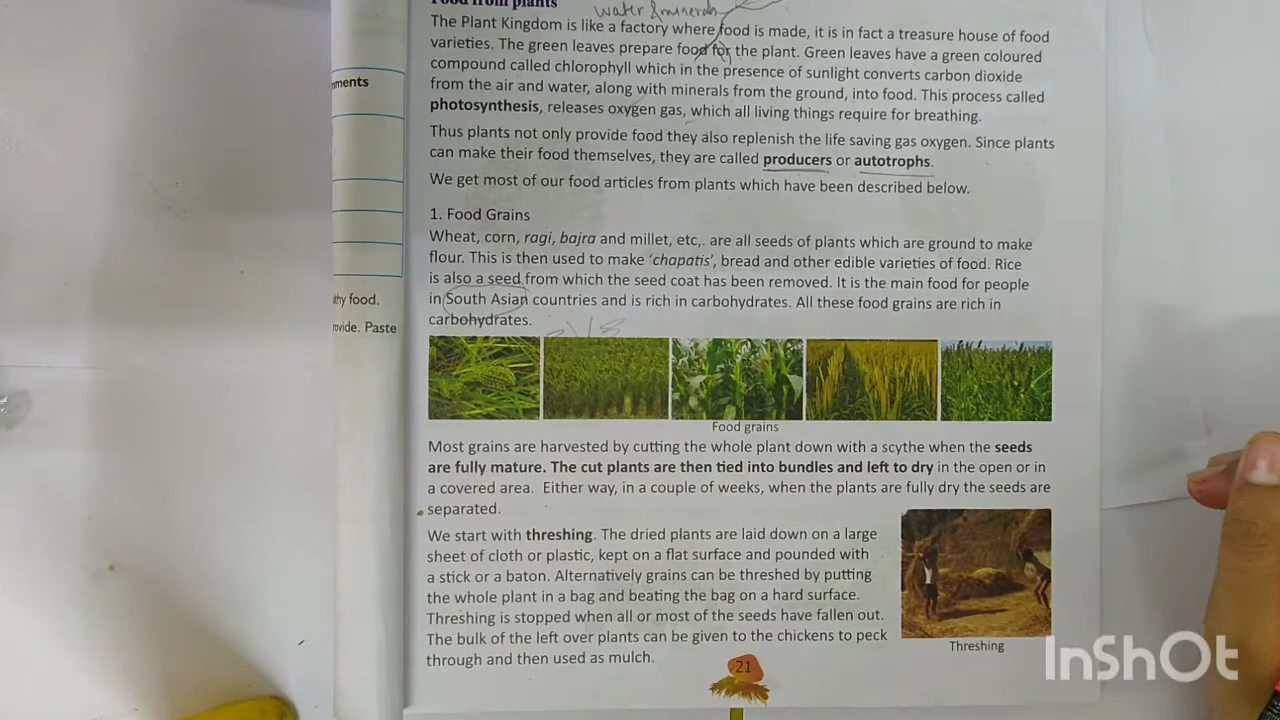 Food from plants
water & minerals
The Plant Kingdom is like a factory where food is made, it is in fact a treasure house of food
varieties. The green leaves prepare food for the plant. Green leaves have a green coloured
compound called chlorophyll which in the presence of sunlight converts carbon dioxide
from the air and water, along with minerals from the ground, into food. This process called
photosynthesis, releases oxygen gas, which all living things require for breathing.
Thus plants not only provide food they also replenish the life saving gas oxygen. Since plants
can make their food themselves, they are called producers or autotrophs.
We get most of our food articles from plants which have been described below.
1. Food Grains
Wheat, corn, ragi, bajra and millet, etc,. are all seeds of plants which are ground to make
flour. This is then used to make ‘chapatis’, bread and other edible varieties of food. Rice
is also a seed from which the seed coat has been removed. It is the main food for people
in South Asian countries and is rich in carbohydrates. All these food grains are rich in
carbohydrates.
Food grains
Most grains are harvested by cutting the whole plant down with a scythe when the seeds
are fully mature. The cut plants are then tied into bundles and left to dry in the open or in
a covered area. Either way, in a couple of weeks, when the plants are fully dry the seeds are
separated.
We start with threshing. The dried plants are laid down on a large
sheet of cloth or plastic, kept on a flat surface and pounded with
a stick or a baton. Alternatively grains can be threshed by putting
the whole plant in a bag and beating the bag on a hard surface.
Threshing is stopped when all or most of the seeds have fallen out.
The bulk of the left over plants can be given to the chickens to peck
through and then used as mulch.
Threshing
21
nments
thy food.
rovide. Paste
InShOt